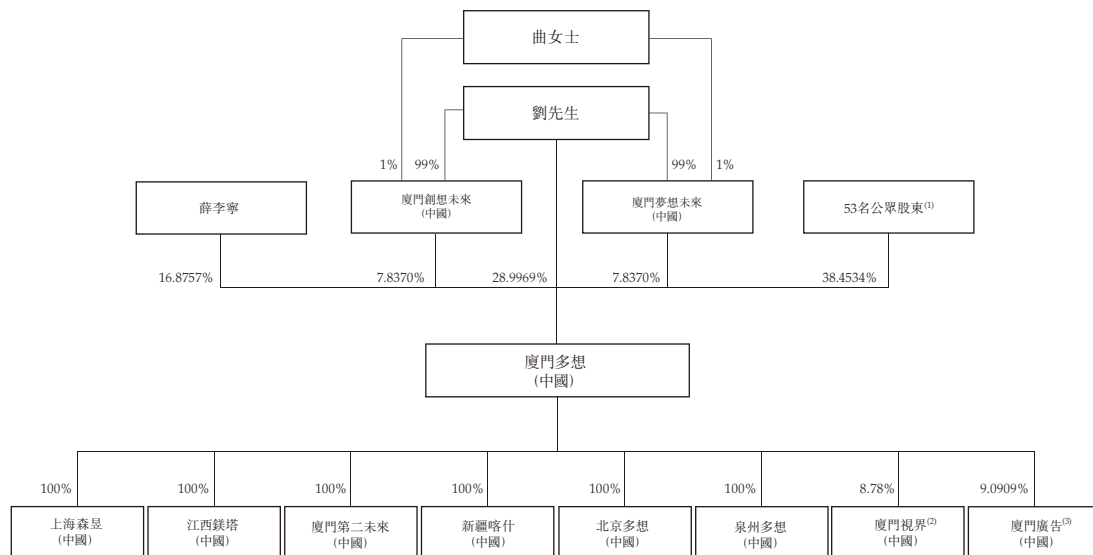 曲女士
劉先生
1%
99%
99%
1%
薛李寧
廈門創想未來
(中國)
廈門夢想未來
(中國)
53名公眾股東(1)
16.8757%
7.8370%
28.9969%
7.8370%
38.4534%
廈門多想
(中國)
100%
100%
100%
100%
100%
100%
8.78%
9.0909%
上海森昱
(中國)
江西鎂塔
(中國)
廈門第二未來
(中國)
新疆喀什
(中國)
北京多想
(中國)
泉州多想
(中國)
廈門視界(2)
(中國)
廈門廣告(3)
(中國)